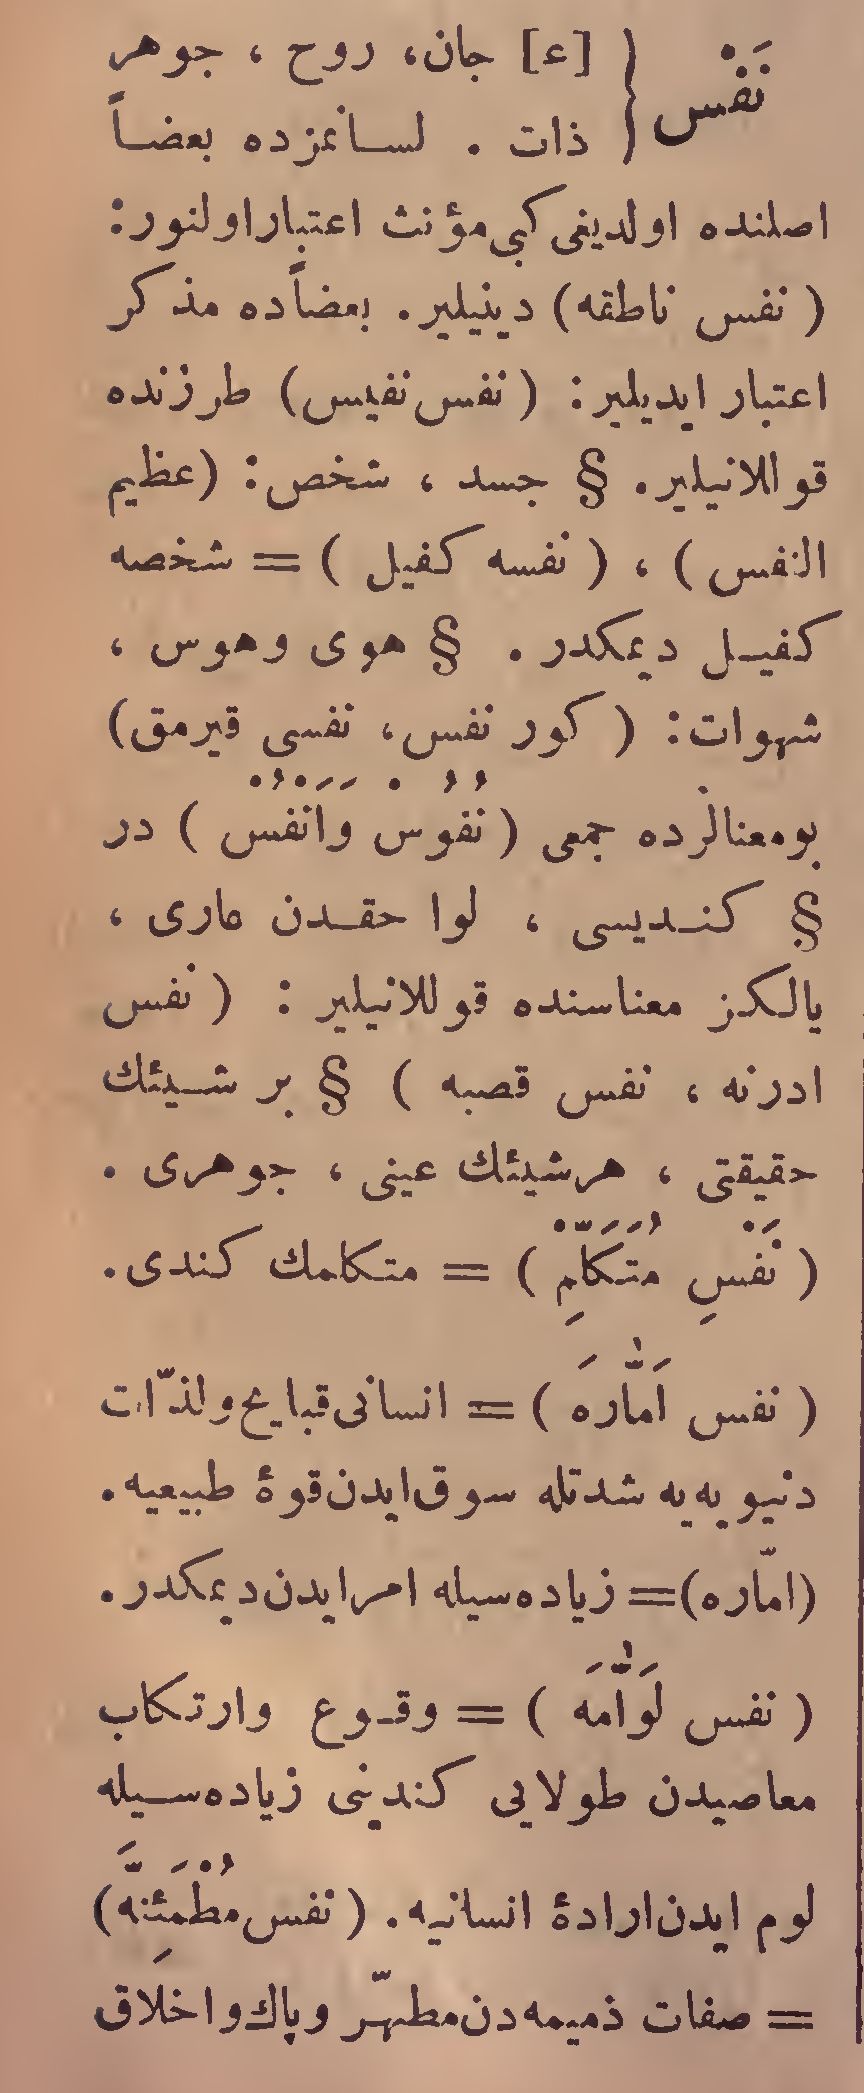 نَفْس { [ع] جان، روح ، جوهر
ذات . لسانمزده بعضاً
اصلنده اولدیغی کبی مؤنث اعتبار اولنور:
( نفس ناطقه) دینیلیر. بعضاًده مذکر
اعتبار ایدیلیر: ( نفس نفیس) طرزنده
قوللانیلیر. § جسد ، شخص: (عظیم
النفس ) ، ( نفسه کفیل ) = شخصه
کفیل دیمکدر . § هوی وهوس ،
شهوات: ( کور نفس، نفسی قیرمق)
بومعنالرده جمعی ( نُفُوس وَاَنْفُس ) در
§ کندیسی ، لوا حقدن عاری ،
یالکز معناسنده قوللانیلیر : ( نفس
ادرنه ، نفس قصبه ) § بر شیئك
حقیقتی ، هرشیئك عینی ، جوهری .
( نَفْسِ مُتَكَلِّمْ ) = متکلمك کندی.
( نفس اَمَّارَه ) = انسانی قبایح ولذّات
دنیویه‌یه شدتله سوق ایدن قوۀ طبیعیه.
(امّاره)= زیاده‌سیله امر ایدن دیمکدر.
( نفس لَوَّامَه ) = وقوع وارتکاب
معاصیدن طولایی کندینی زیاده‌سیله
لوم ایدن ارادۀ انسانیه. ( نفس مُطْمَئِنَّه)
= صفات ذمیمه‌دن مطهّر وپاك و اخلاق